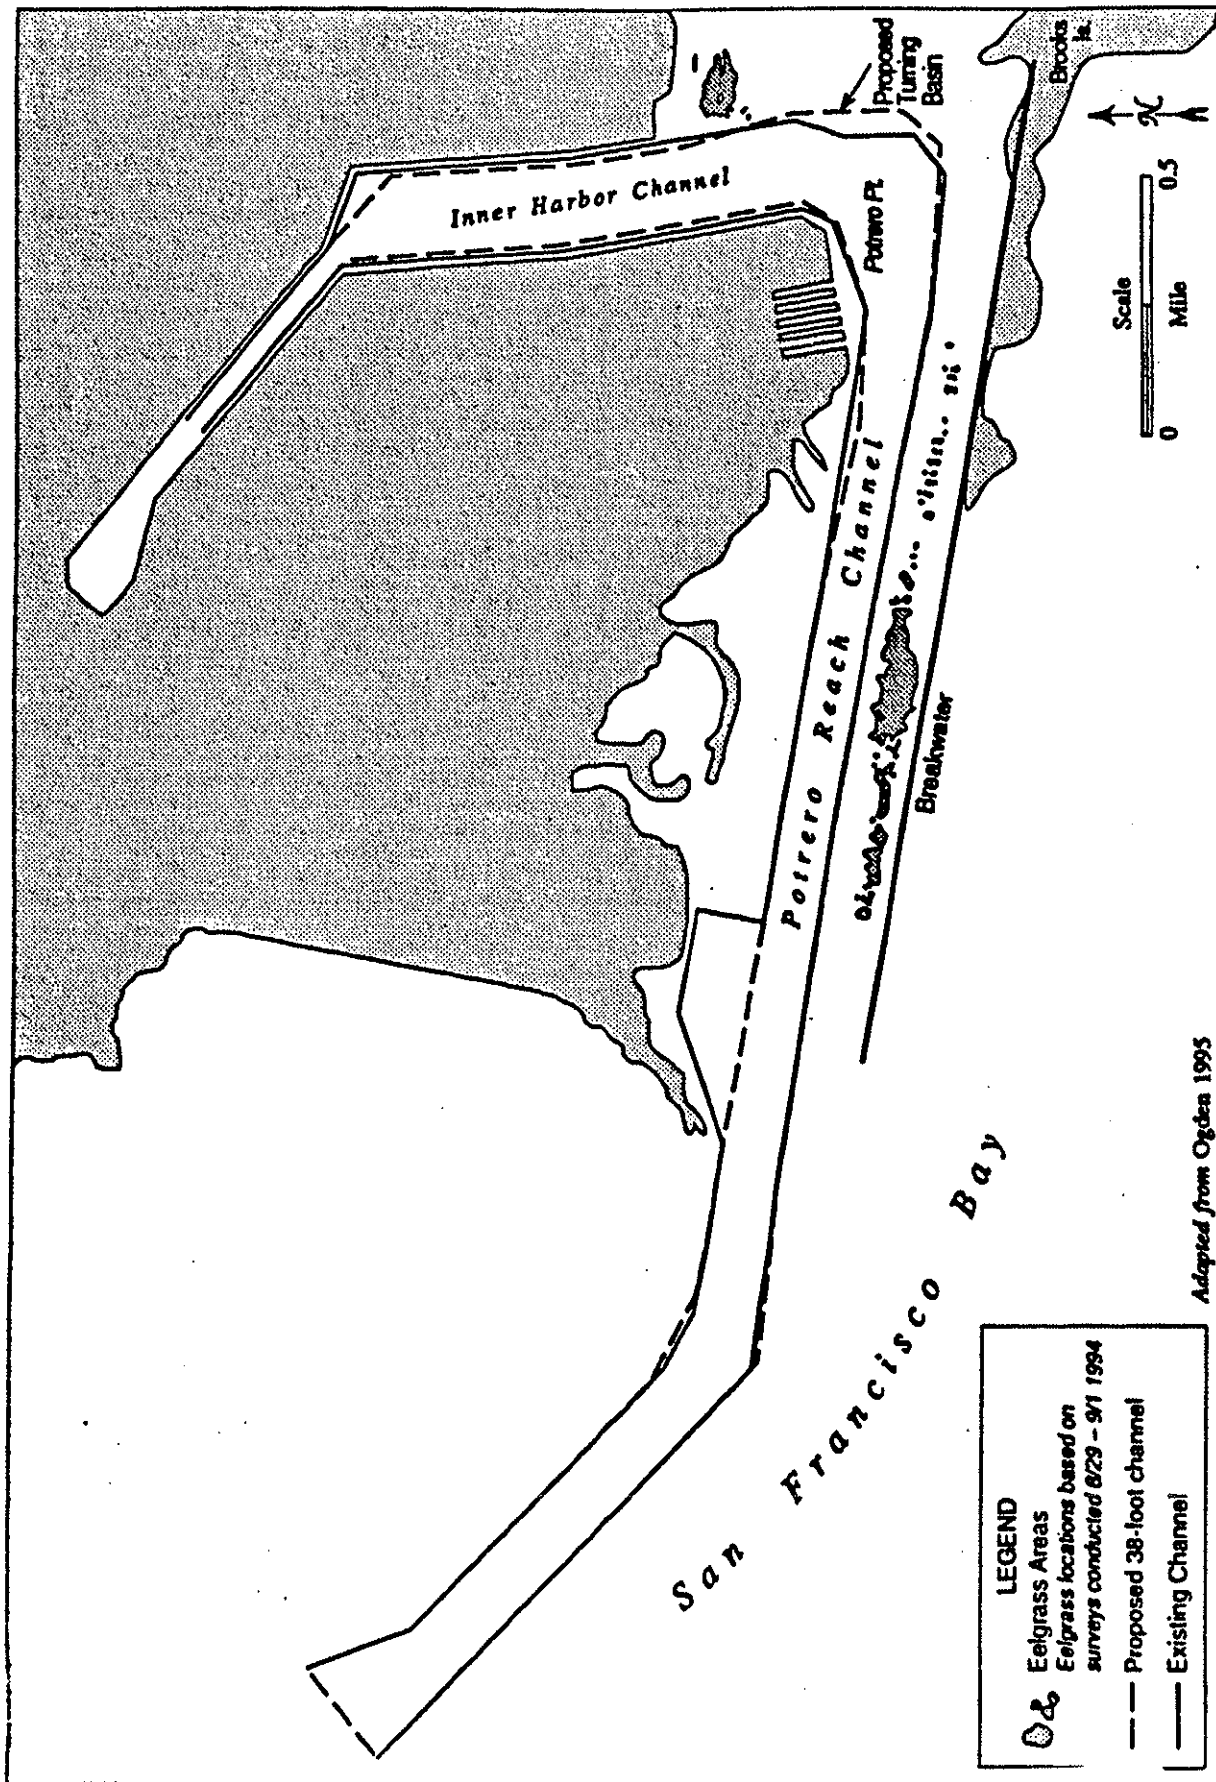 Inner Harbor Channel
Proposed
Turning
Basin
Brooks
Is.
Potrero Pt.
N
Scale
0
0.5
Mile
Potrero Reach Channel
Breakwater
San Francisco Bay
LEGEND
Eelgrass Areas
Eelgrass locations based on
surveys conducted 8/29 – 9/1 1994
Proposed 38-foot channel
Existing Channel
Adapted from Ogden 1995